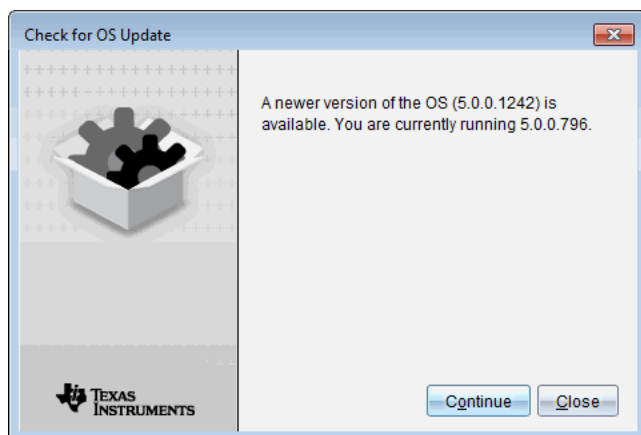 Check for OS Update
A newer version of the OS (5.0.0.1242) is
available. You are currently running 5.0.0.796.
TEXAS
INSTRUMENTS
Continue
Close